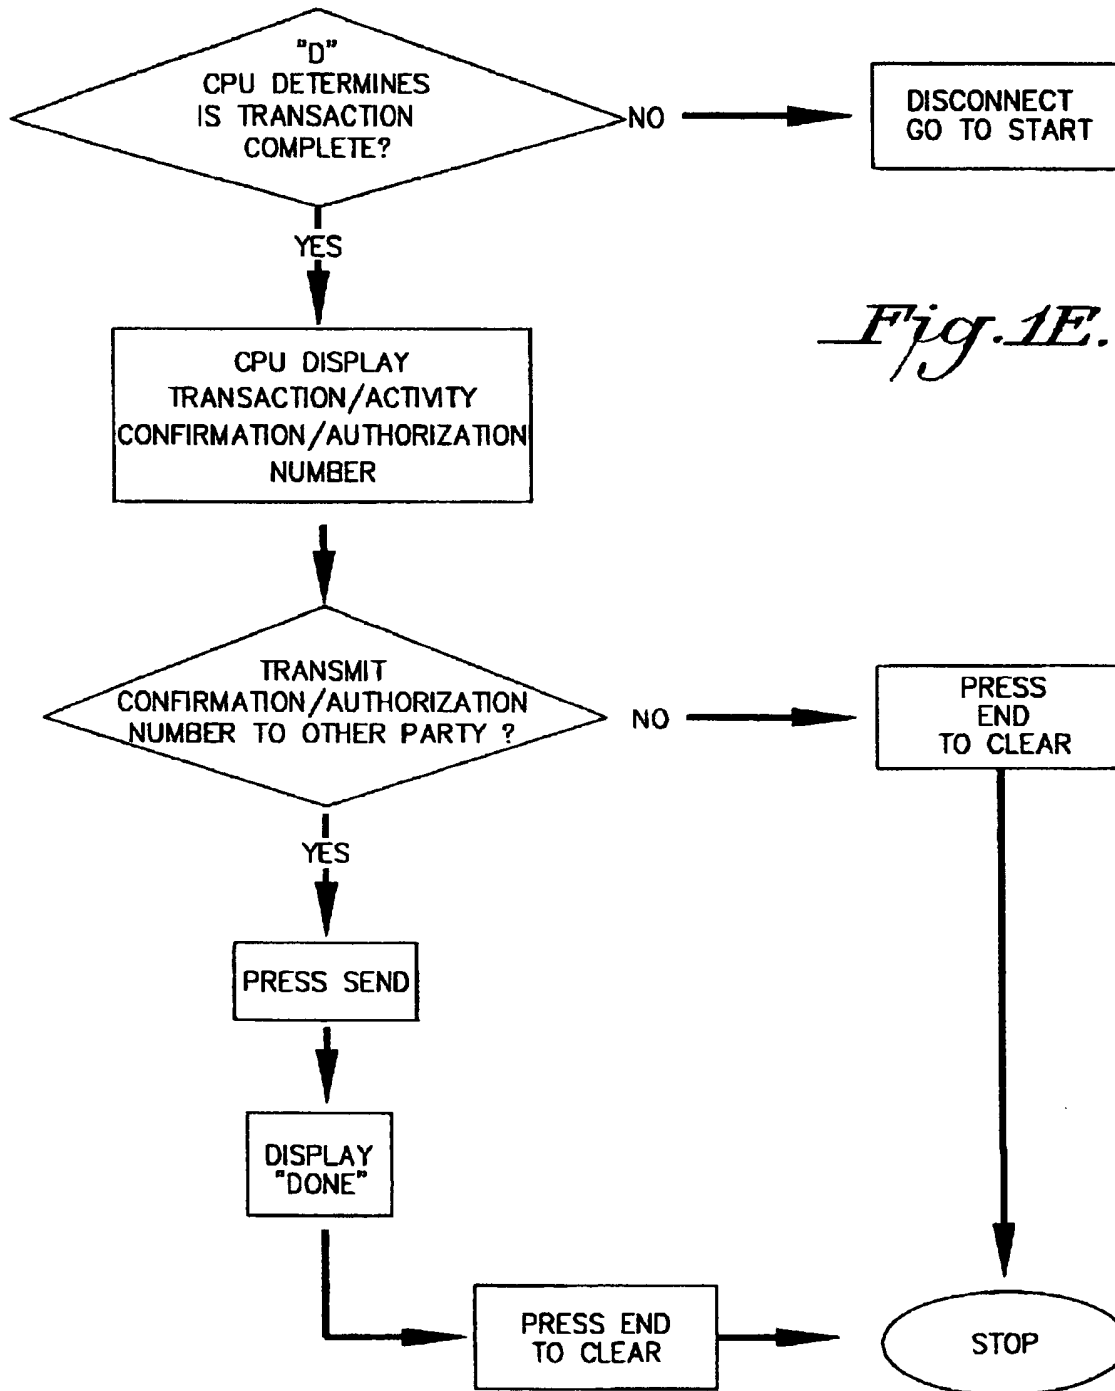 "D"
CPU DETERMINES
IS TRANSACTION
COMPLETE?
NO
DISCONNECT
GO TO START
YES
Fig. 1E.
CPU DISPLAY
TRANSACTION/ACTIVITY
CONFIRMATION/AUTHORIZATION
NUMBER
TRANSMIT
CONFIRMATION/AUTHORIZATION
NUMBER TO OTHER PARTY ?
NO
PRESS
END
TO CLEAR
YES
PRESS SEND
DISPLAY
"DONE"
PRESS END
TO CLEAR
STOP